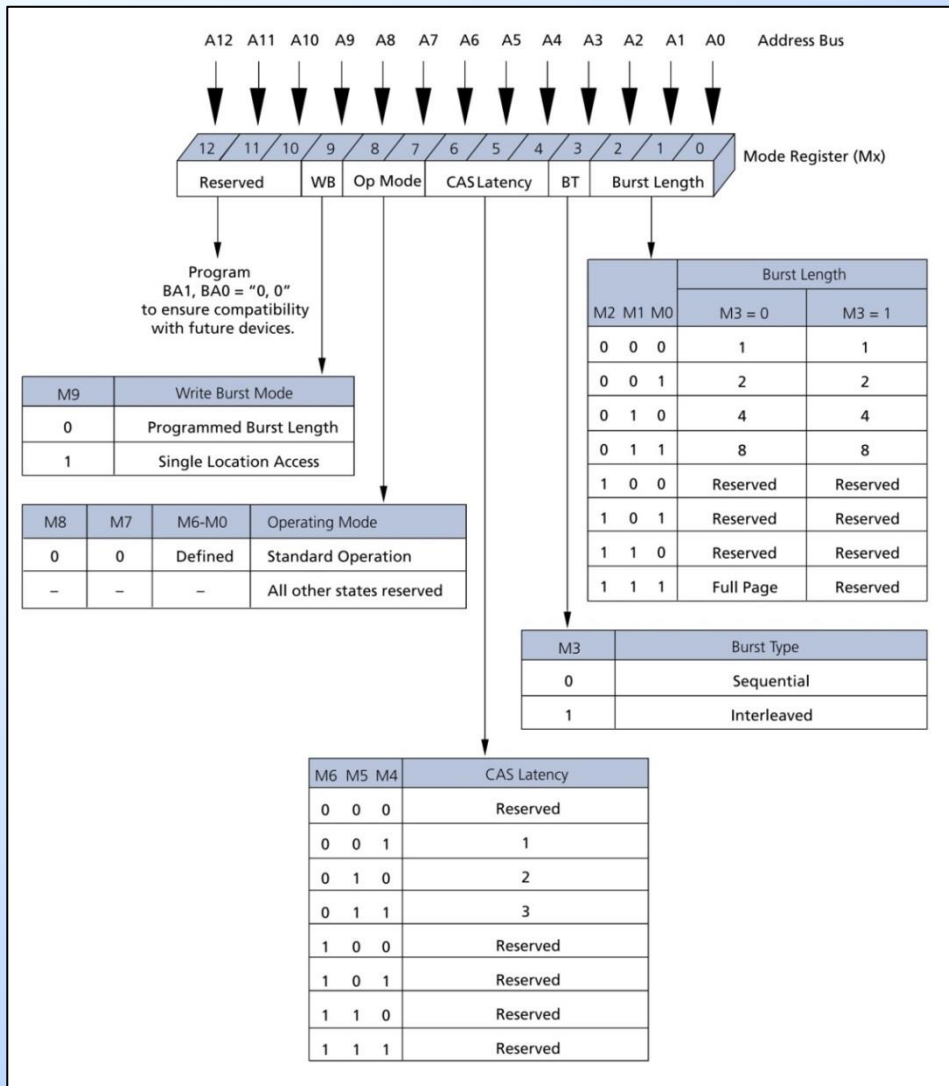 A12 A11 A10 A9 A8 A7 A6 A5 A4 A3 A2 A1 A0 Address Bus
12 11 10 9 8 7 6 5 4 3 2 1 0 Mode Register (Mx)
Reserved WB Op Mode CAS Latency BT Burst Length
Program
BA1, BA0 = “0, 0”
to ensure compatibility
with future devices.
Burst Length
M2 M1 M0 M3 = 0 M3 = 1
0 0 0 1 1
0 0 1 2 2
0 1 0 4 4
0 1 1 8 8
1 0 0 Reserved Reserved
1 0 1 Reserved Reserved
1 1 0 Reserved Reserved
1 1 1 Full Page Reserved
M9 Write Burst Mode
0 Programmed Burst Length
1 Single Location Access
M8 M7 M6-M0 Operating Mode
0 0 Defined Standard Operation
– – – All other states reserved
M3 Burst Type
0 Sequential
1 Interleaved
M6 M5 M4 CAS Latency
0 0 0 Reserved
0 0 1 1
0 1 0 2
0 1 1 3
1 0 0 Reserved
1 0 1 Reserved
1 1 0 Reserved
1 1 1 Reserved